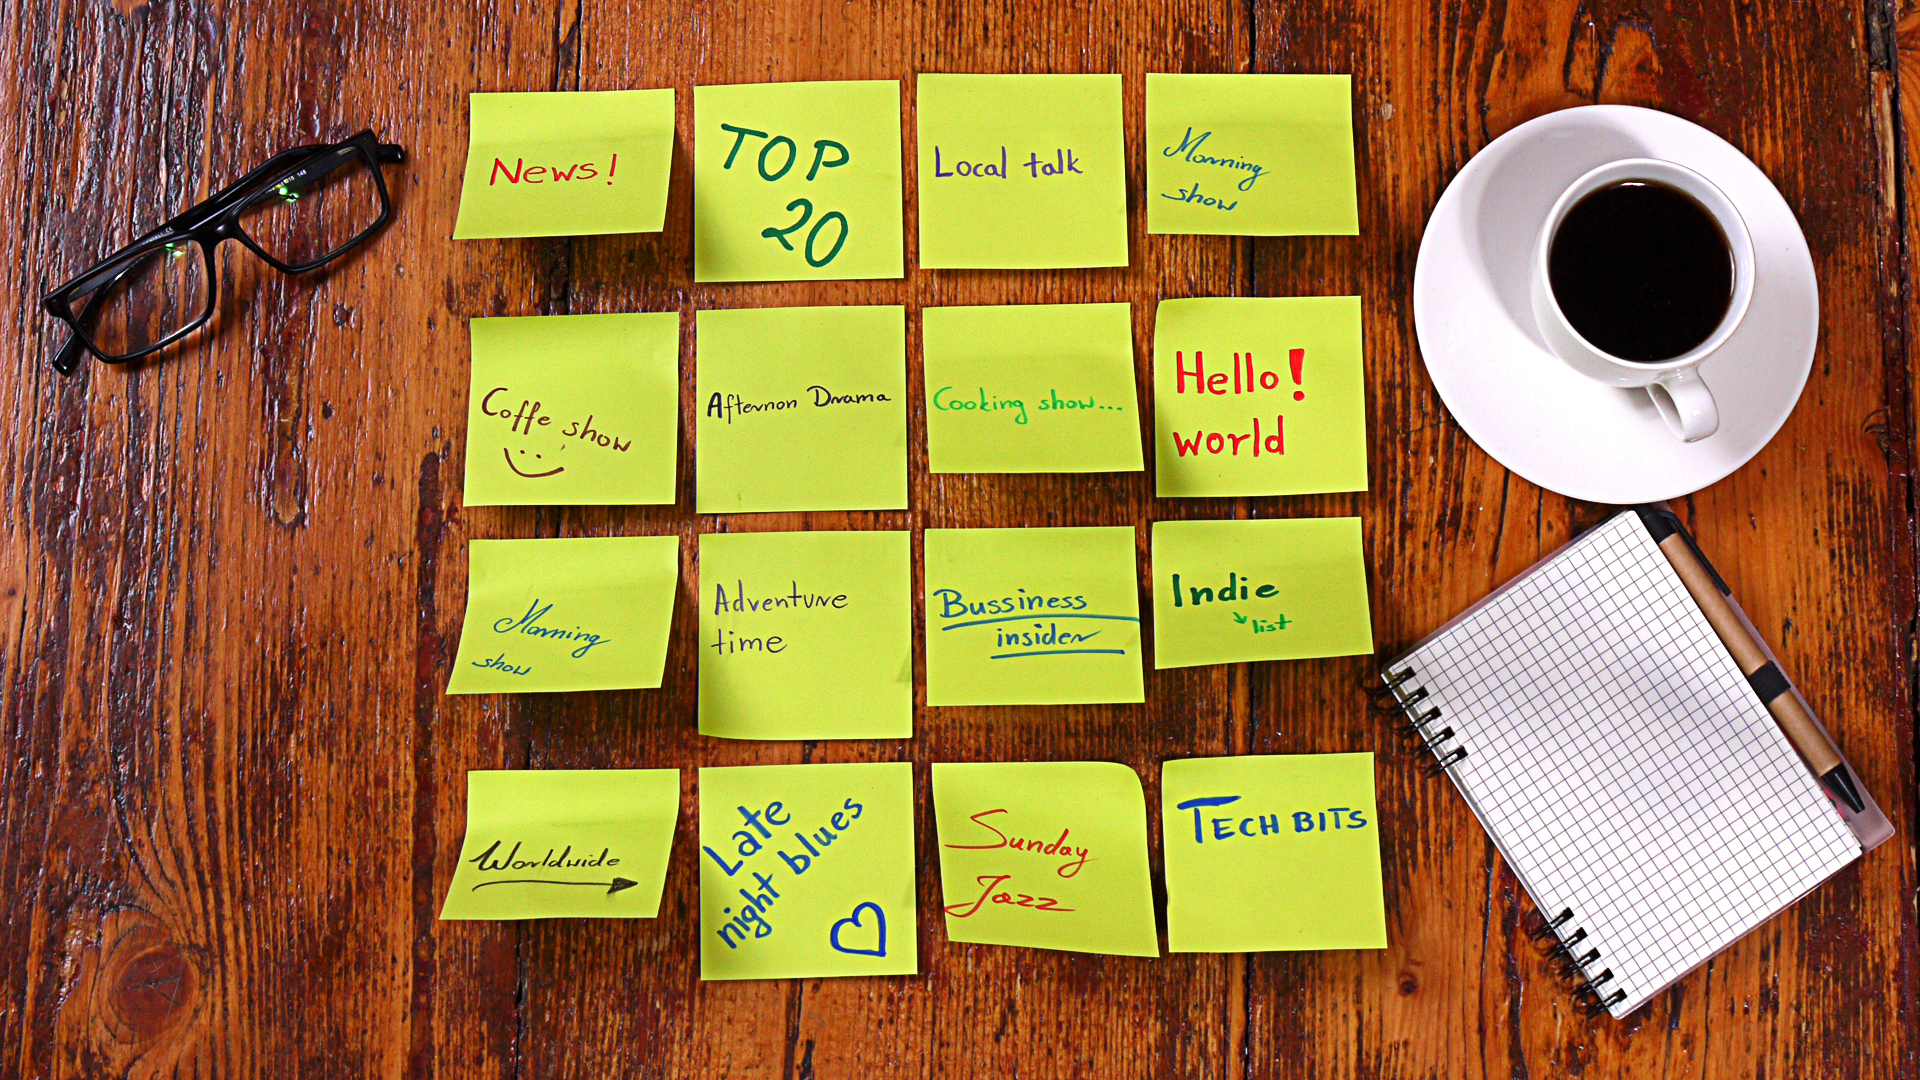 News!
TOP
20
Local talk
Morning
show
Coffe show
Afternon Drama
Cooking show...
Hello!
world
Morning
show
Adventure
time
Bussiness
insider
Indie
list
Worldwide
Late
night blues
Sunday
Jazz
TECH BITS